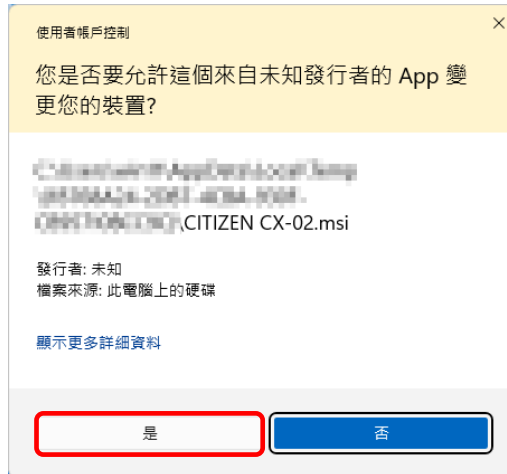 使用者帳戶控制
您是否要允許這個來自未知發行者的 App 變
更您的裝置?
\CITIZEN CX-02.msi
發行者: 未知
檔案來源: 此電腦上的硬碟
顯示更多詳細資料
是
否